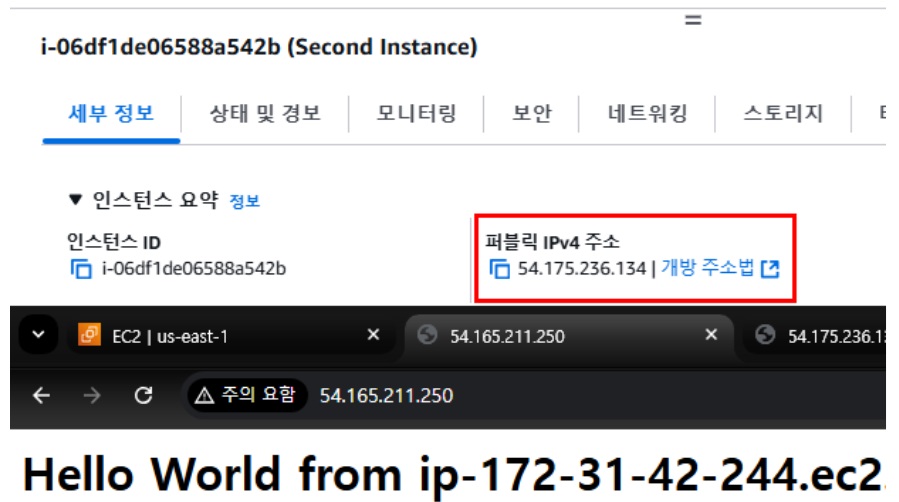 i-06df1de06588a542b (Second Instance)
세부 정보 상태 및 경보 모니터링 보안 네트워킹 스토리지
▼ 인스턴스 요약 정보
인스턴스 ID 퍼블릭 IPv4 주소
i-06df1de06588a542b 54.175.236.134 | 개방 주소법
EC2 | us-east-1 54.165.211.250 54.175.236.1
주의 요함 54.165.211.250
Hello World from ip-172-31-42-244.ec2.